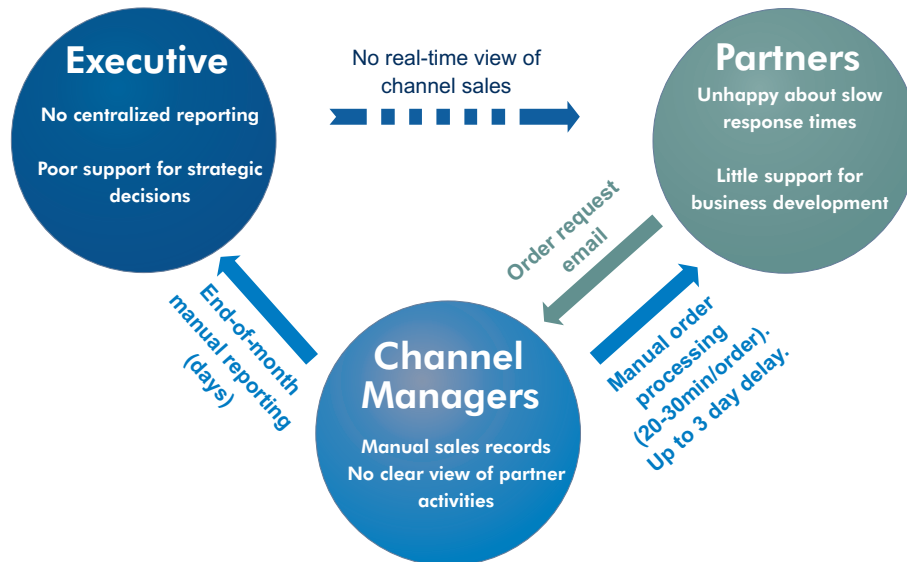 Executive
No centralized reporting
Poor support for strategic
decisions
No real-time view of
channel sales
Partners
Unhappy about slow
response times
Little support for
business development
Order request
email
End-of-month
manual reporting
(days)
Manual order
processing
(20-30min/order).
Up to 3 day delay.
Channel
Managers
Manual sales records
No clear view of partner
activities